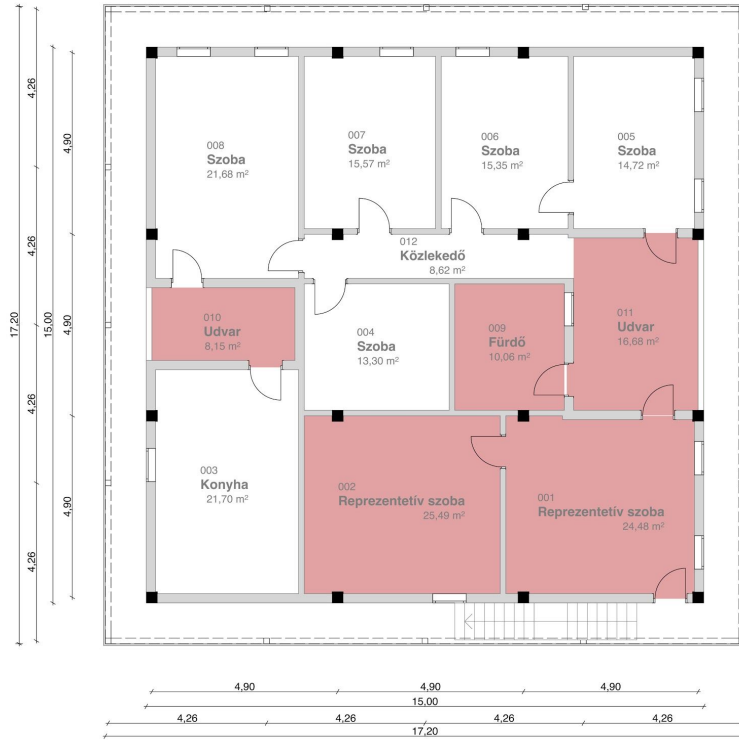 008
Szoba
21,68 m²
007
Szoba
15,57 m²
006
Szoba
15,35 m²
005
Szoba
14,72 m²
012
Közlekedő
8,62 m²
010
Udvar
8,15 m²
004
Szoba
13,30 m²
009
Fürdő
10,06 m²
011
Udvar
16,68 m²
003
Konyha
21,70 m²
002
Reprezentetív szoba
25,49 m²
001
Reprezentetív szoba
24,48 m²
17,20
4,26
4,26
4,26
4,26
15,00
4,90
4,90
4,90
4,90
4,90
4,90
15,00
4,26
4,26
4,26
4,26
17,20